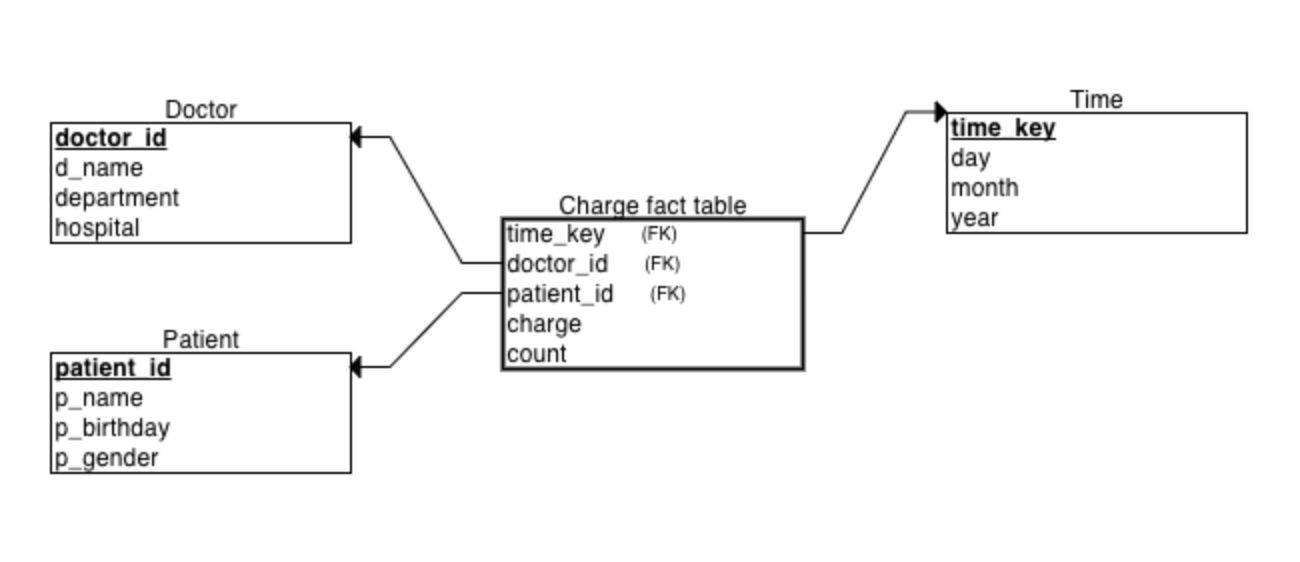 Doctor
doctor_id
d_name
department
hospital
Patient
patient_id
p_name
p_birthday
p_gender
Charge fact table
time_key (FK)
doctor_id (FK)
patient_id (FK)
charge
count
Time
time_key
day
month
year